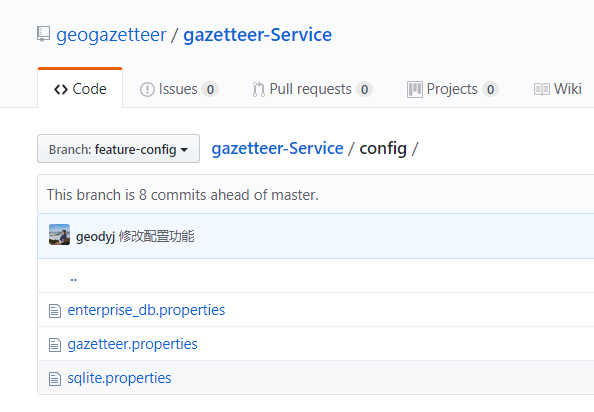 geogazetteer / gazetteer-Service
Code Issues 0 Pull requests 0 Projects 0 Wiki
Branch: feature-config gazetteer-Service / config /
This branch is 8 commits ahead of master.
geodyj 修改配置功能
..
enterprise_db.properties
gazetteer.properties
sqlite.properties